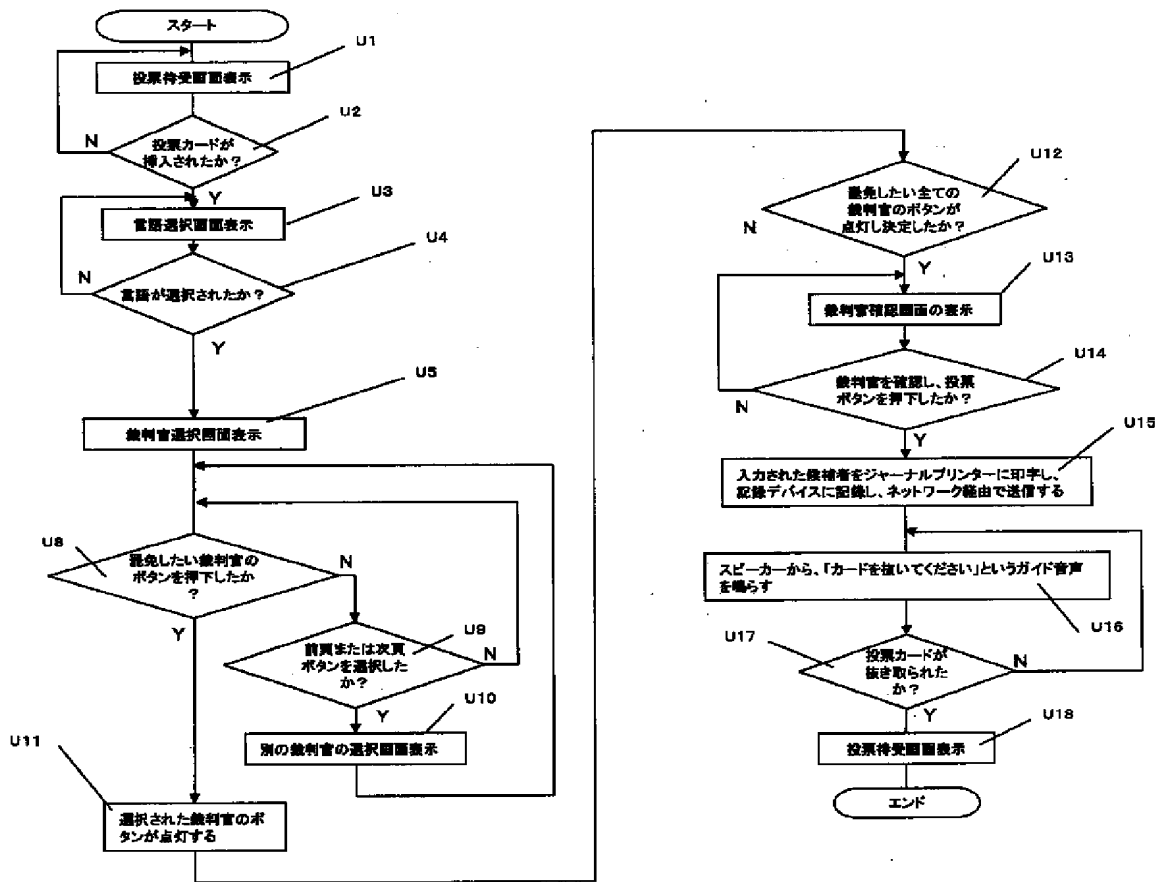 スタート
U1
投票待受画面表示
U2
投票カードが
挿入されたか?
N
Y
U3
言語選択画面表示
U4
言語が選択されたか?
N
Y
U5
裁判官選択画面表示
U8
罷免したい裁判官の
ボタンを押下したか
?
N
Y
U9
前頁または次頁
ボタンを選択した
か?
N
Y
U10
別の裁判官の選択画面表示
U11
選択された裁判官のボ
タンが点灯する
U12
罷免したい全ての
裁判官のボタンが
点灯し決定したか?
N
Y
U13
裁判官確認画面の表示
U14
裁判官を確認し、投票
ボタンを押下したか?
N
Y
U15
入力された候補者をジャーナルプリンターに印字し、
記録デバイスに記録し、ネットワーク経由で送信する
スピーカーから、「カードを抜いてください」というガイド音声
を鳴らす
U16
U17
投票カードが
抜き取られた
か?
N
Y
U18
投票待受画面表示
エンド